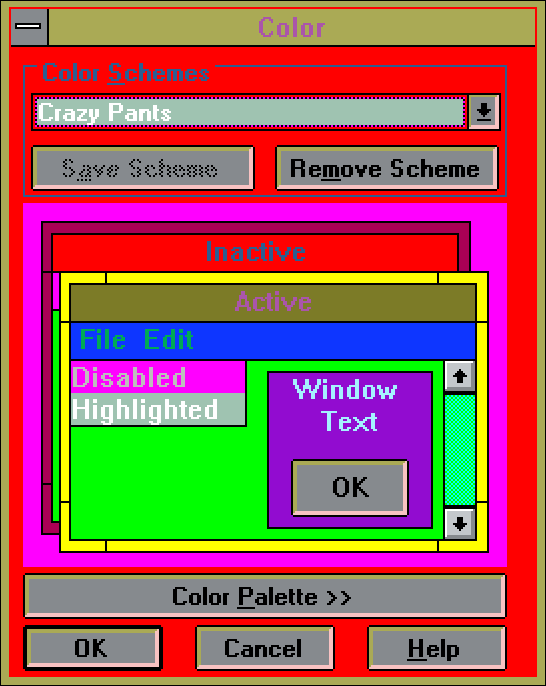 Color
Color Schemes
Crazy Pants
Save Scheme
Remove Scheme
Inactive
Active
File Edit
Disabled
Highlighted
Window
Text
OK
Color Palette >>
OK
Cancel
Help